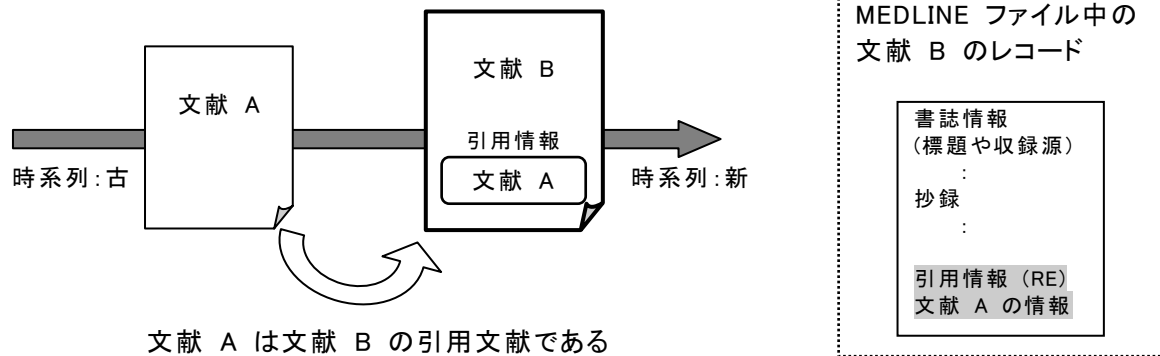 文献 A
時系列：古
文献 B
引用情報
文献 A
時系列：新
文献 A は文献 B の引用文献である
MEDLINE ファイル中の
文献 B のレコード
書誌情報
(標題や収録源)
：
抄録
：
引用情報 (RE)
文献 A の情報